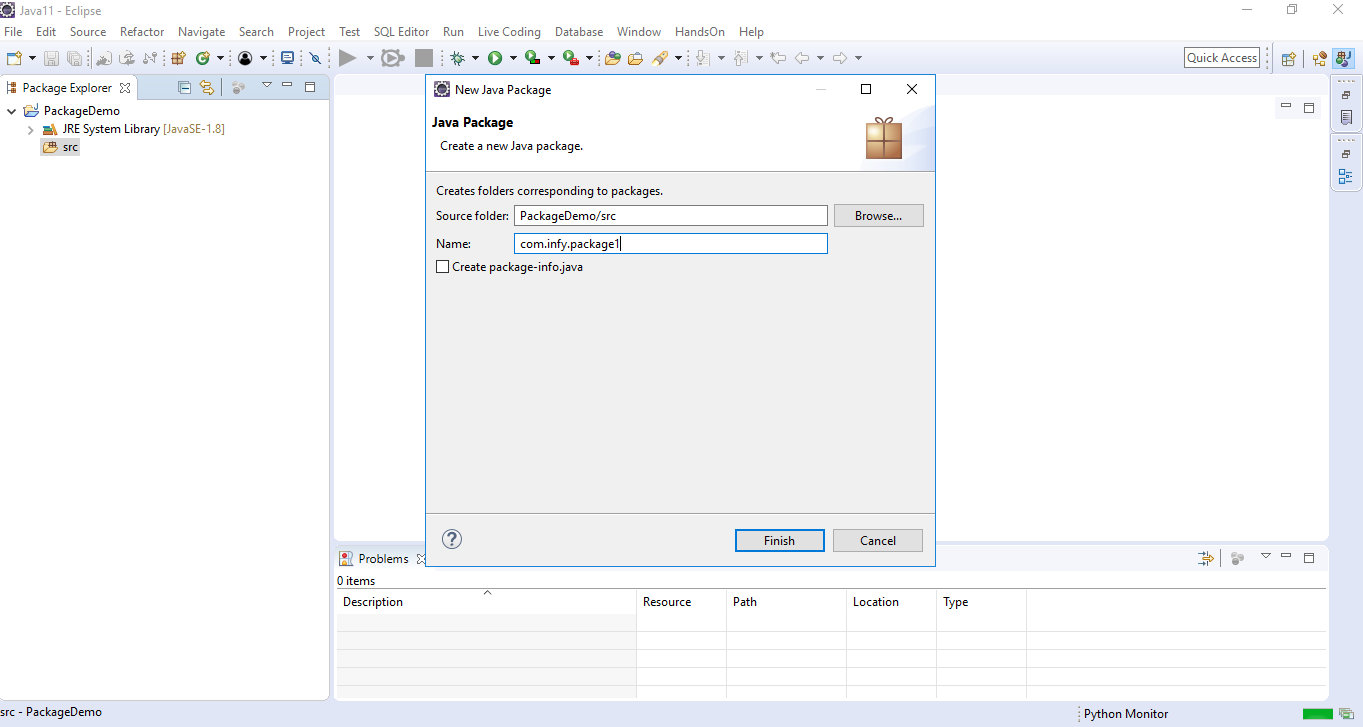 Java11 - Eclipse
File Edit Source Refactor Navigate Search Project Test SQL Editor Run Live Coding Database Window HandsOn Help
Quick Access
Package Explorer
PackageDemo
JRE System Library [JavaSE-1.8]
src
New Java Package
Java Package
Create a new Java package.
Creates folders corresponding to packages.
Source folder: PackageDemo/src Browse...
Name: com.infy.package1
Create package-info.java
? Finish Cancel
Problems
0 items
Description Resource Path Location Type
src - PackageDemo
Python Monitor